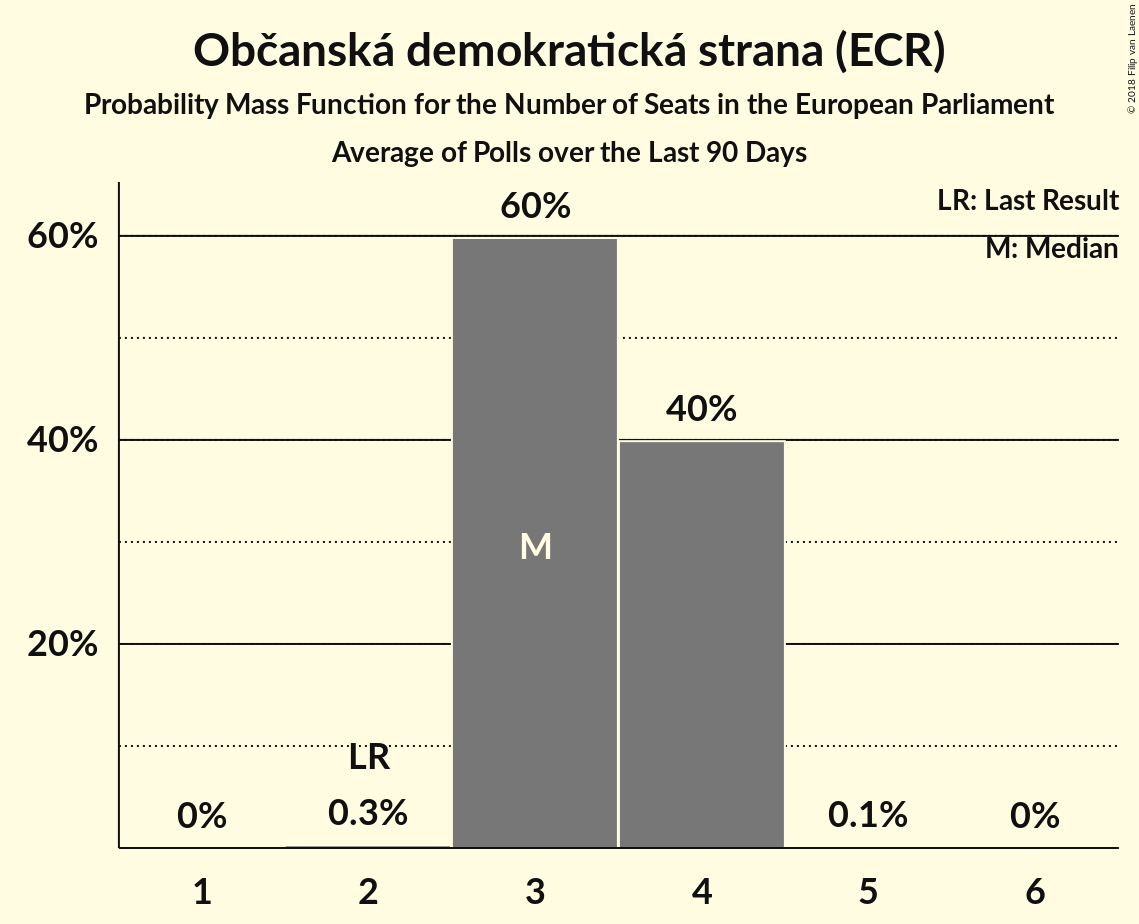 Občanská demokratická strana (ECR)
Probability Mass Function for the Number of Seats in the European Parliament
Average of Polls over the Last 90 Days
© 2018 Filip van Laenen
LR: Last Result
M: Median
60%
60%
40%
40%
M
20%
LR
0%
0.3%
0.1%
0%
1
2
3
4
5
6